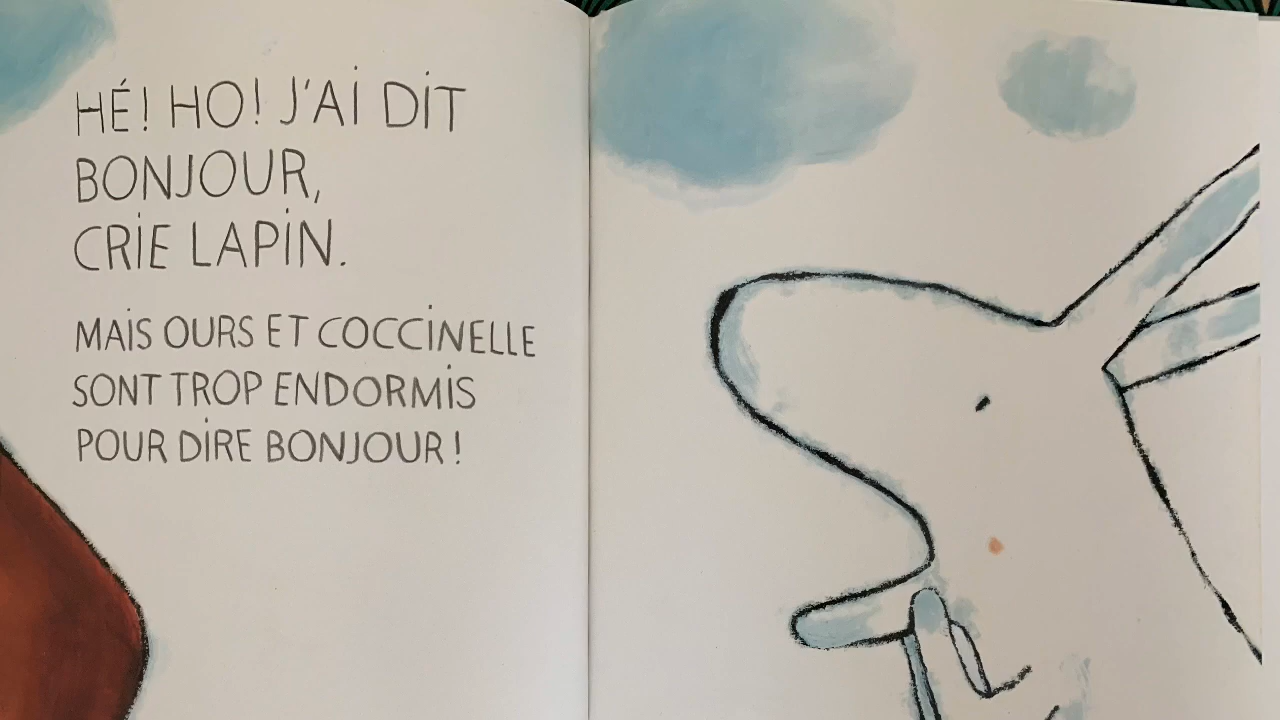 HÉ! HO! J'AI DIT
BONJOUR,
CRIE LAPIN.
MAIS OURS ET COCCINELLE
SONT TROP ENDORMIS
POUR DIRE BONJOUR!